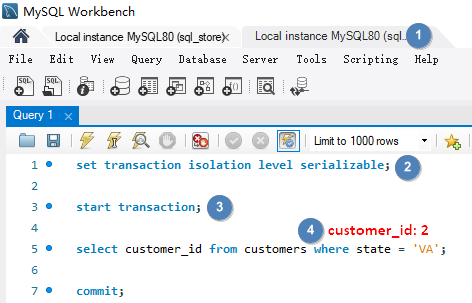 MySQL Workbench
Local instance MySQL80 (sql_store) Local instance MySQL80 (sql... 1
File Edit View Query Database Server Tools Scripting Help
Query 1
Limit to 1000 rows
1 set transaction isolation level serializable; 2
2
3 start transaction; 3
4 4 customer_id: 2
5 select customer_id from customers where state = 'VA';
6
7 commit;